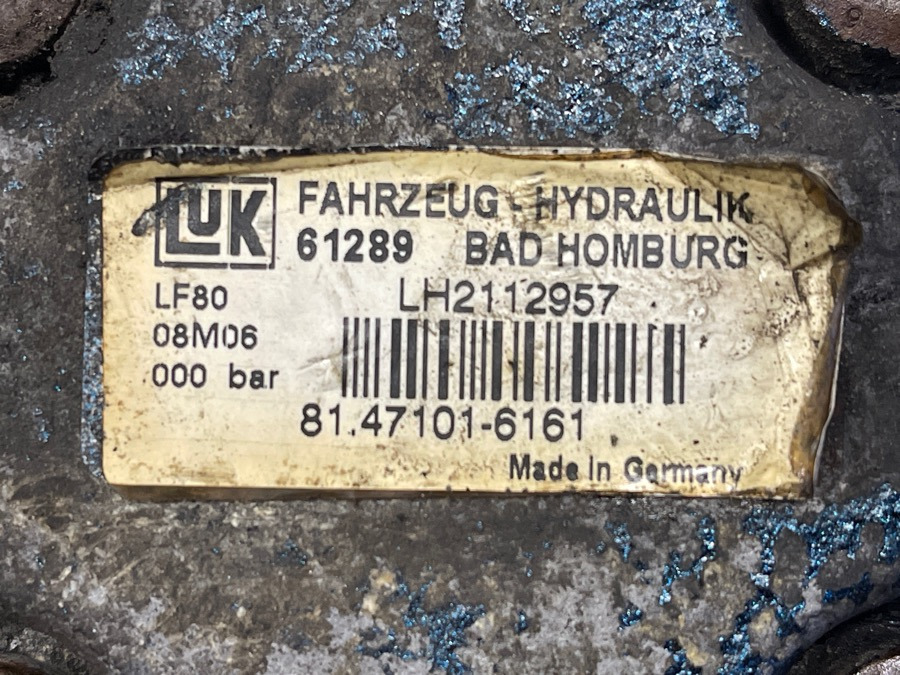 LUK FAHRZEUG - HYDRAULIK
61289 BAD HOMBURG
LF80 LH2112957
08M06
000 bar
81.47101-6161
Made in Germany